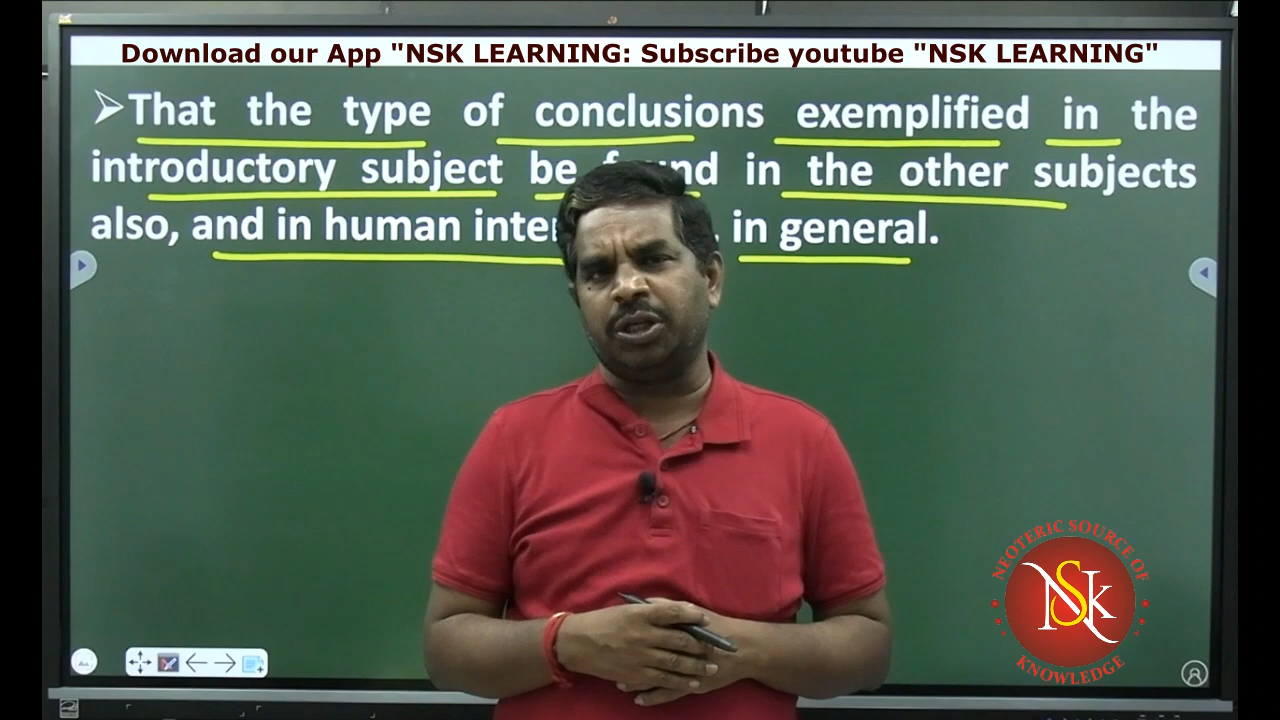 Download our App "NSK LEARNING: Subscribe youtube "NSK LEARNING"
➢That the type of conclusions exemplified in the
introductory subject be found in the other subjects
also, and in human in general.
NEOTERIC SOURCE OF
NSK
KNOWLEDGE